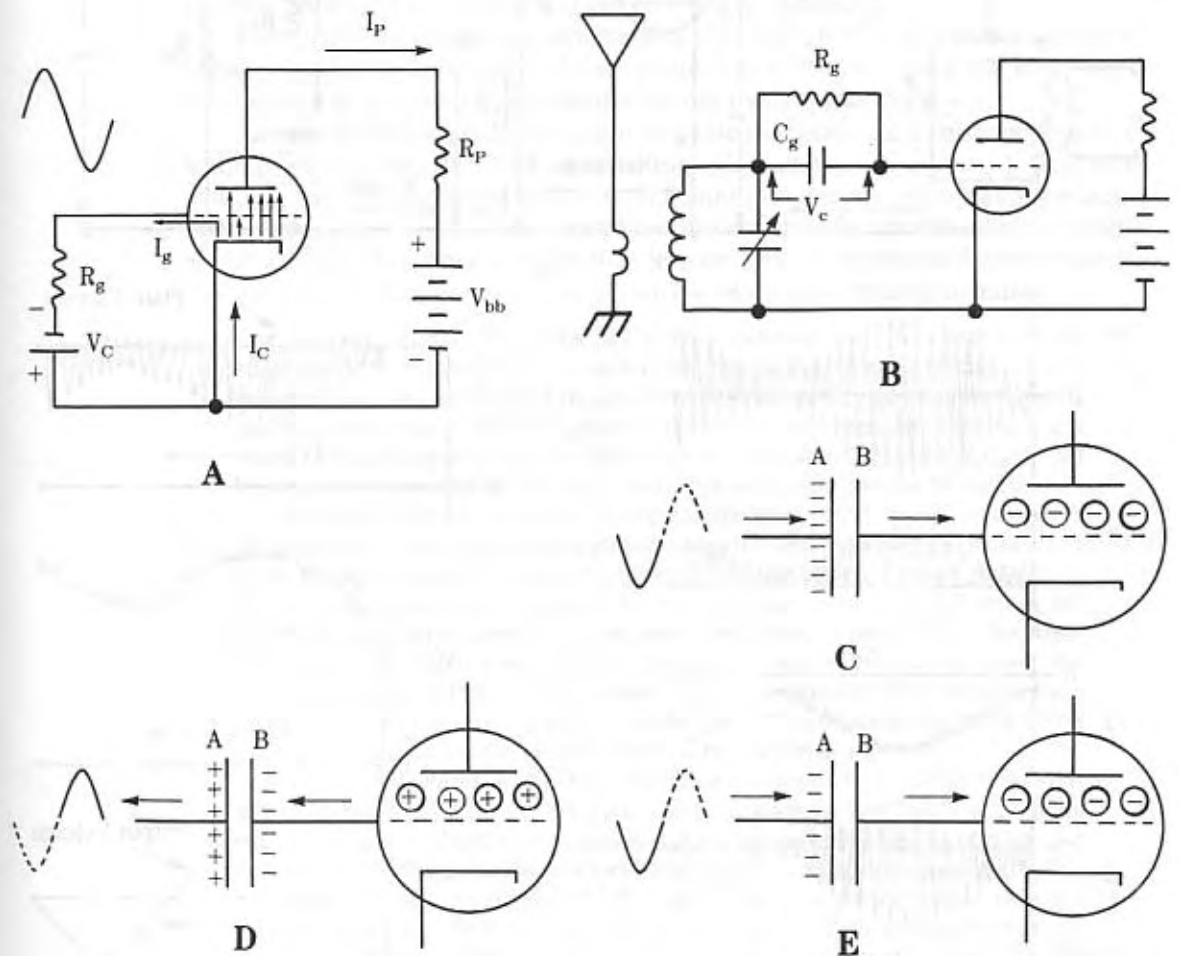 I_P
R_P
I_g
R_g
−
V_C
+
I_C
+
V_bb
−
A
R_g
C_g
V_c
B
A B
− − − −
C
A B
+ + + +
D
A B
− − − −
E